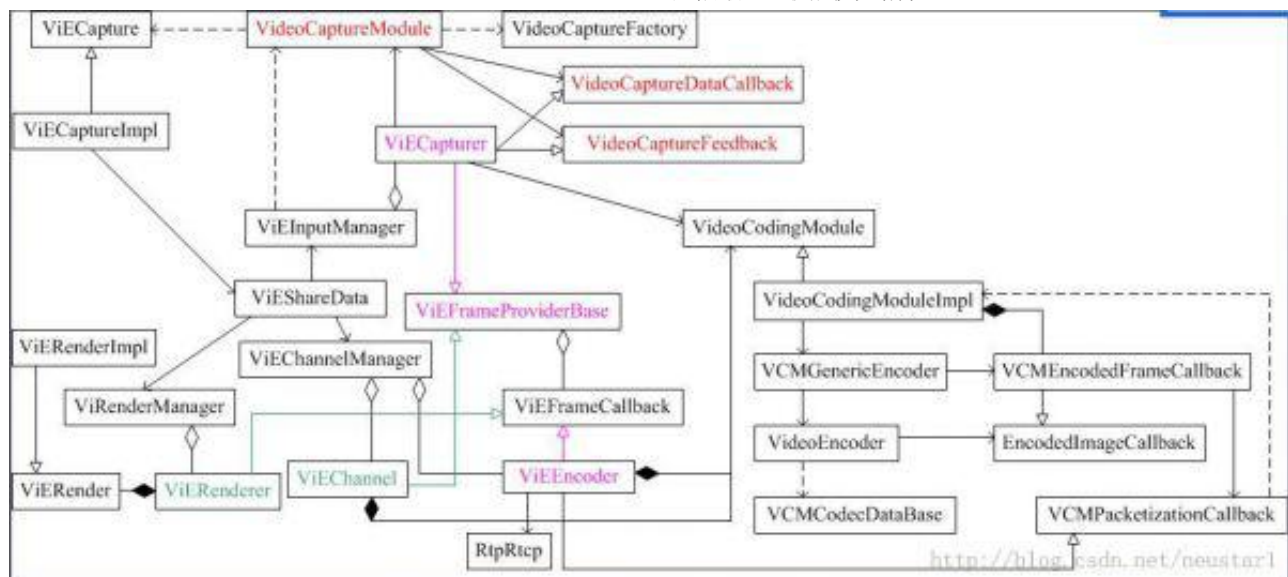 ViECapture
VideoCaptureModule
VideoCaptureFactory
VideoCaptureDataCallback
ViECaptureImpl
ViECapturer
VideoCaptureFeedback
ViEInputManager
VideoCodingModule
ViEShareData
ViEFrameProviderBase
VideoCodingModuleImpl
ViERenderImpl
ViEChannelManager
VCMGenericEncoder
VCMEncodedFrameCallback
ViRenderManager
ViEFrameCallback
VideoEncoder
EncodedImageCallback
ViERender
ViERenderer
ViEChannel
ViEEncoder
VCMCodecDataBase
VCMPacketizationCallback
RtpRtcp
http://blog.csdn.net/neustar1